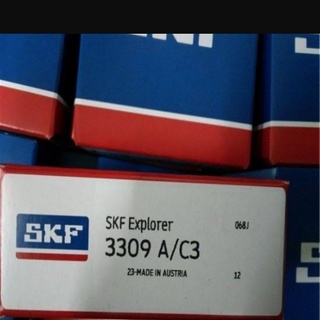 SKF
SKF Explorer 068J
3309 A/C3
23-MADE IN AUSTRIA 12